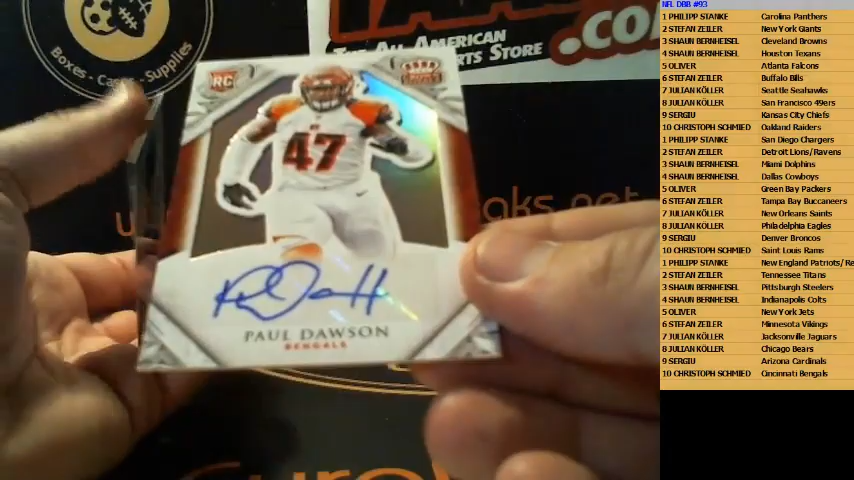 Boxes - Cases - Supplies
THE ALL-AMERICAN
SPORTS STORE .CO
RC
47
PAUL DAWSON
BENGALS
aks.net
NFL DBB #93
1 PHILIPP STANKE Carolina Panthers
2 STEFAN ZEILER New York Giants
3 SHAUN BERNHEISEL Cleveland Browns
4 SHAUN BERNHEISEL Houston Texans
5 OLIVER Atlanta Falcons
6 STEFAN ZEILER Buffalo Bills
7 JULIAN KÖLLER Seattle Seahawks
8 JULIAN KÖLLER San Francisco 49ers
9 SERGIU Kansas City Chiefs
10 CHRISTOPH SCHMIED Oakland Raiders
1 PHILIPP STANKE San Diego Chargers
2 STEFAN ZEILER Detroit Lions/Ravens
3 SHAUN BERNHEISEL Miami Dolphins
4 SHAUN BERNHEISEL Dallas Cowboys
5 OLIVER Green Bay Packers
6 STEFAN ZEILER Tampa Bay Buccaneers
7 JULIAN KÖLLER New Orleans Saints
8 JULIAN KÖLLER Philadelphia Eagles
9 SERGIU Denver Broncos
10 CHRISTOPH SCHMIED Saint Louis Rams
1 PHILIPP STANKE New England Patriots/Re
2 STEFAN ZEILER Tennessee Titans
3 SHAUN BERNHEISEL Pittsburgh Steelers
4 SHAUN BERNHEISEL Indianapolis Colts
5 OLIVER New York Jets
6 STEFAN ZEILER Minnesota Vikings
7 JULIAN KÖLLER Jacksonville Jaguars
8 JULIAN KÖLLER Chicago Bears
9 SERGIU Arizona Cardinals
10 CHRISTOPH SCHMIED Cincinnati Bengals